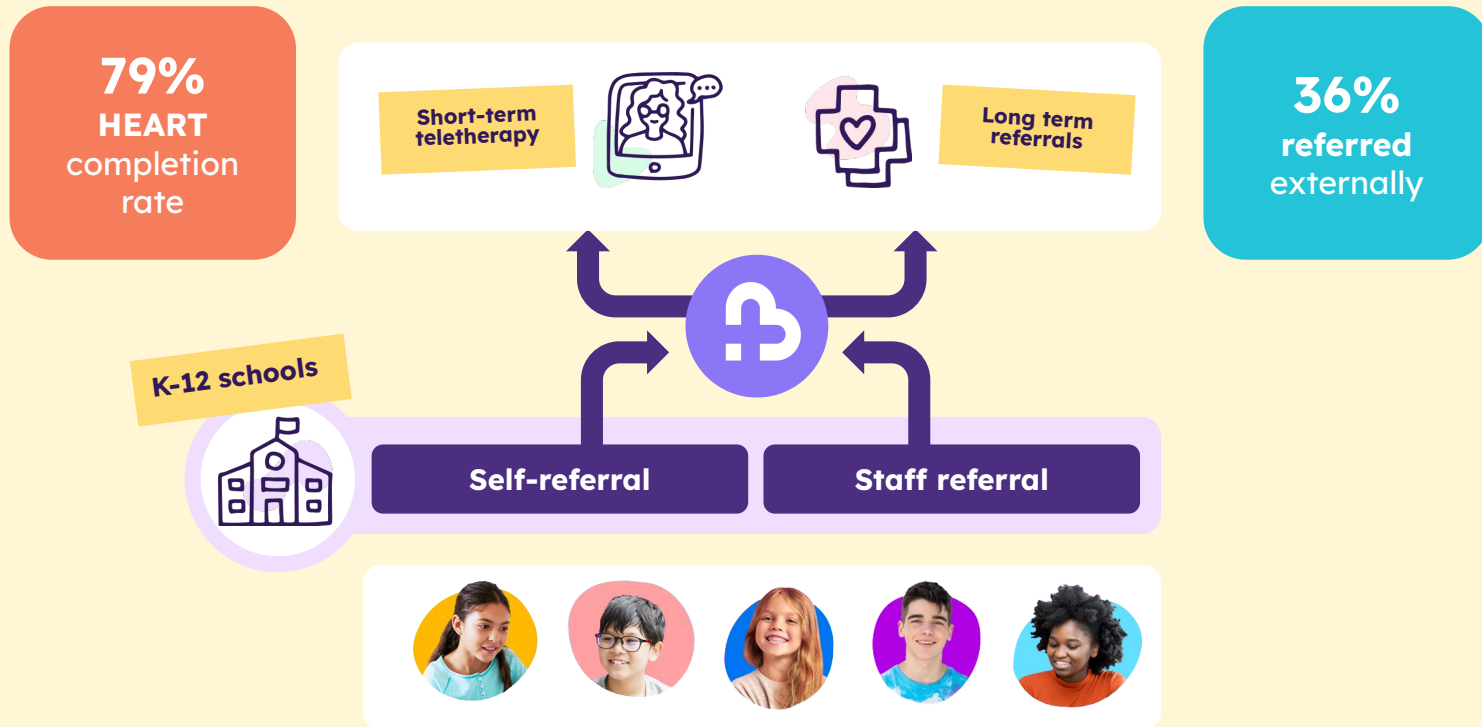 79%
HEART
completion
rate
Short-term
teletherapy
Long term
referrals
36%
referred
externally
K-12 schools
Self-referral
Staff referral